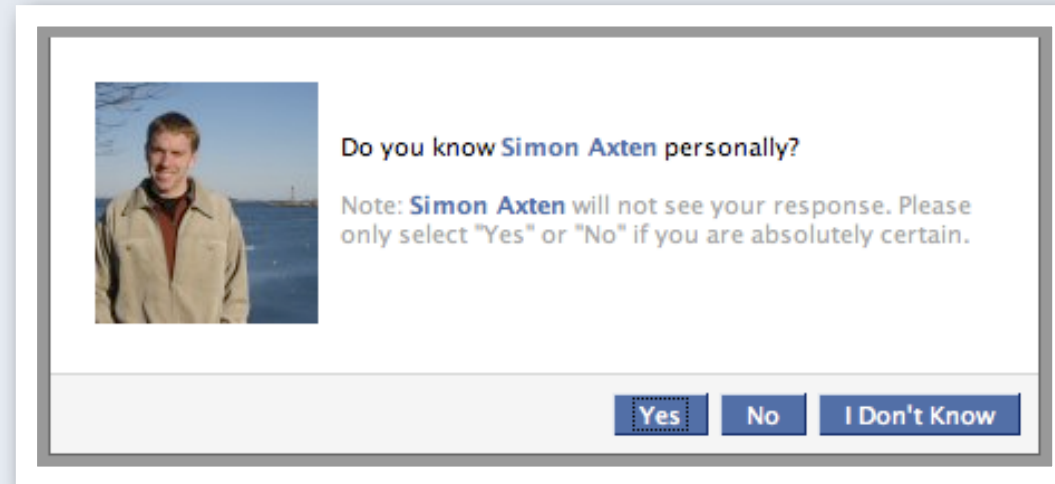 Do you know Simon Axten personally?
Note: Simon Axten will not see your response. Please
only select "Yes" or "No" if you are absolutely certain.
Yes No I Don't Know